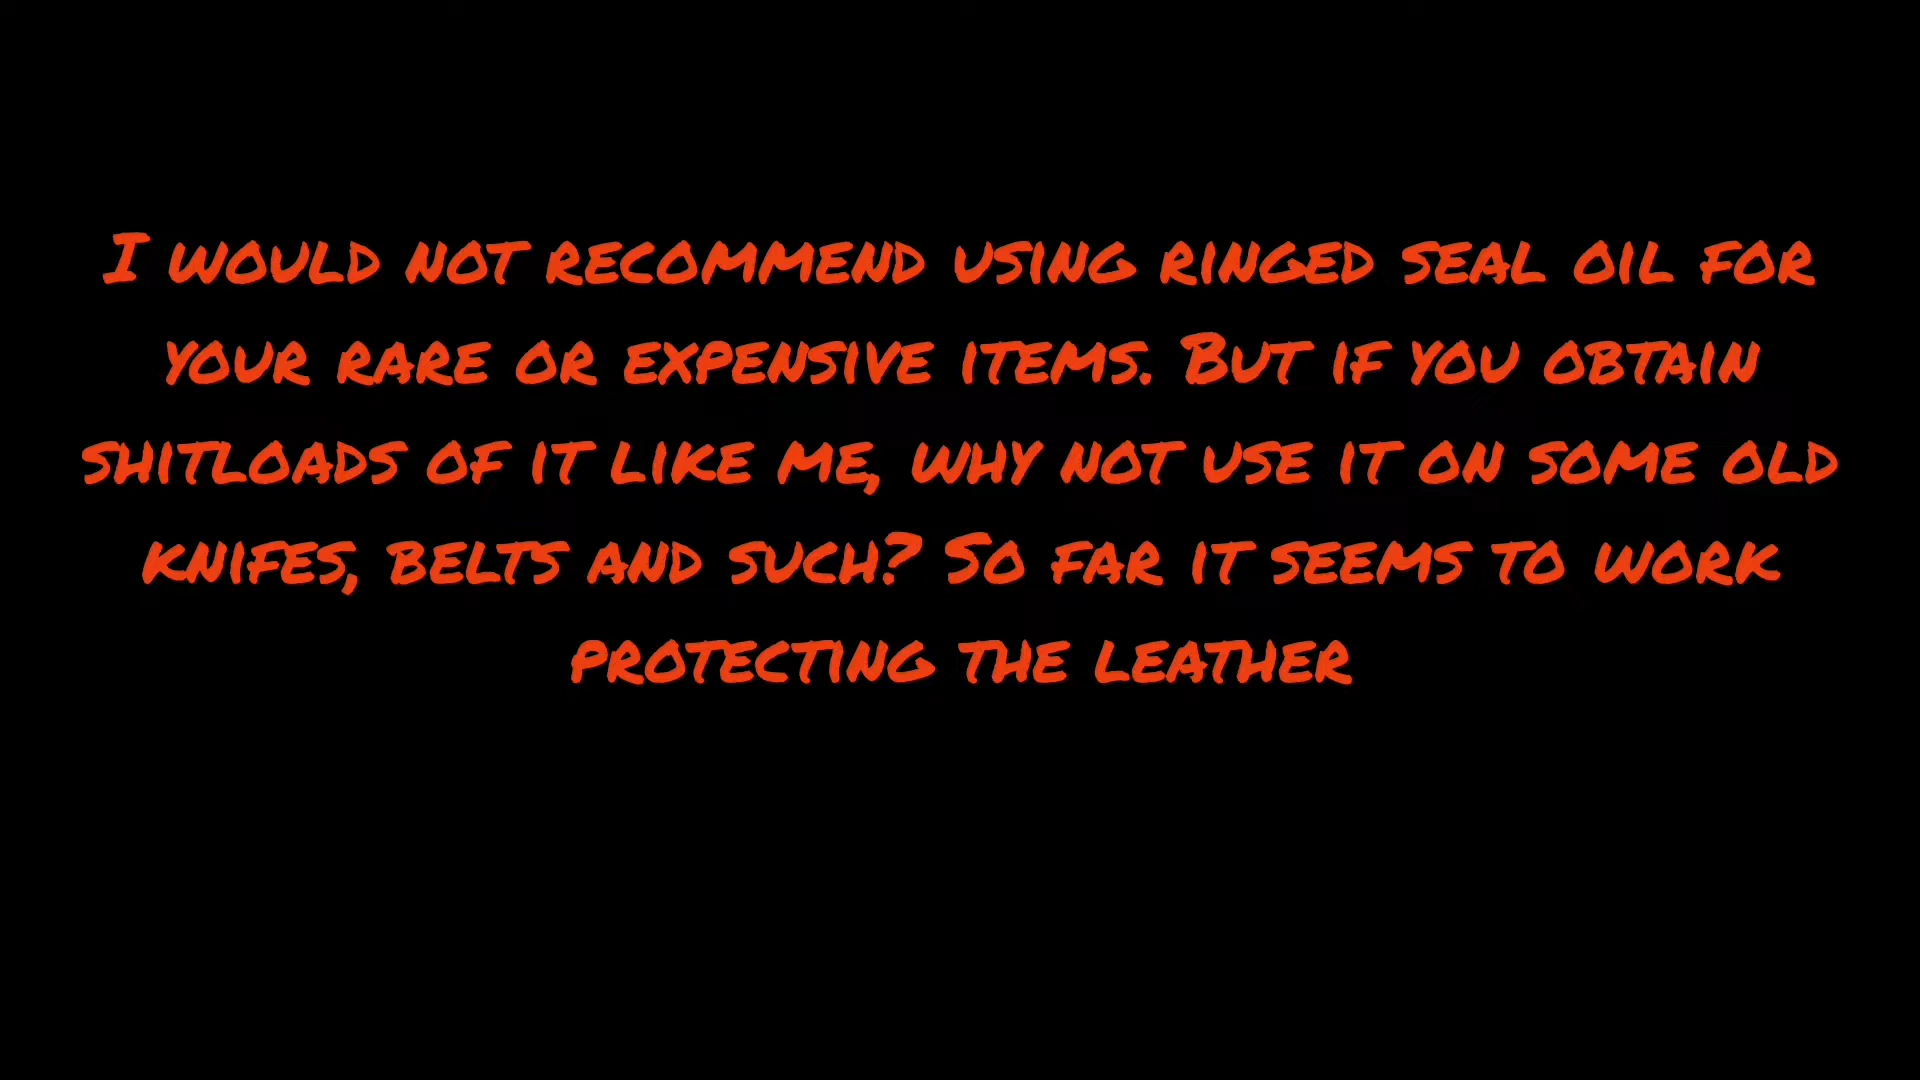 I would not recommend using ringed seal oil for
your rare or expensive items. But if you obtain
shitloads of it like me, why not use it on some old
knifes, belts and such? So far it seems to work
protecting the leather